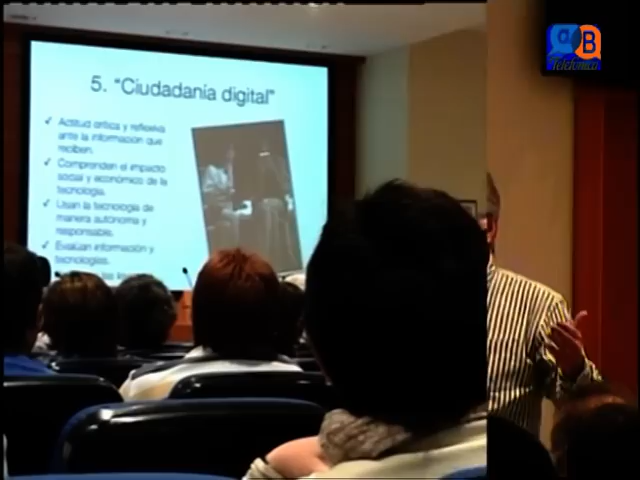 5. "Ciudadanía digital"
✓ Actitud crítica y reflexiva
ante la información que
reciben.
✓ Comprenden el impacto
social y económico de la
tecnología.
✓ Usan la tecnología de
manera autónoma y
responsable.
✓ Evalúan información y
tecnologías.
a B
Telefónica